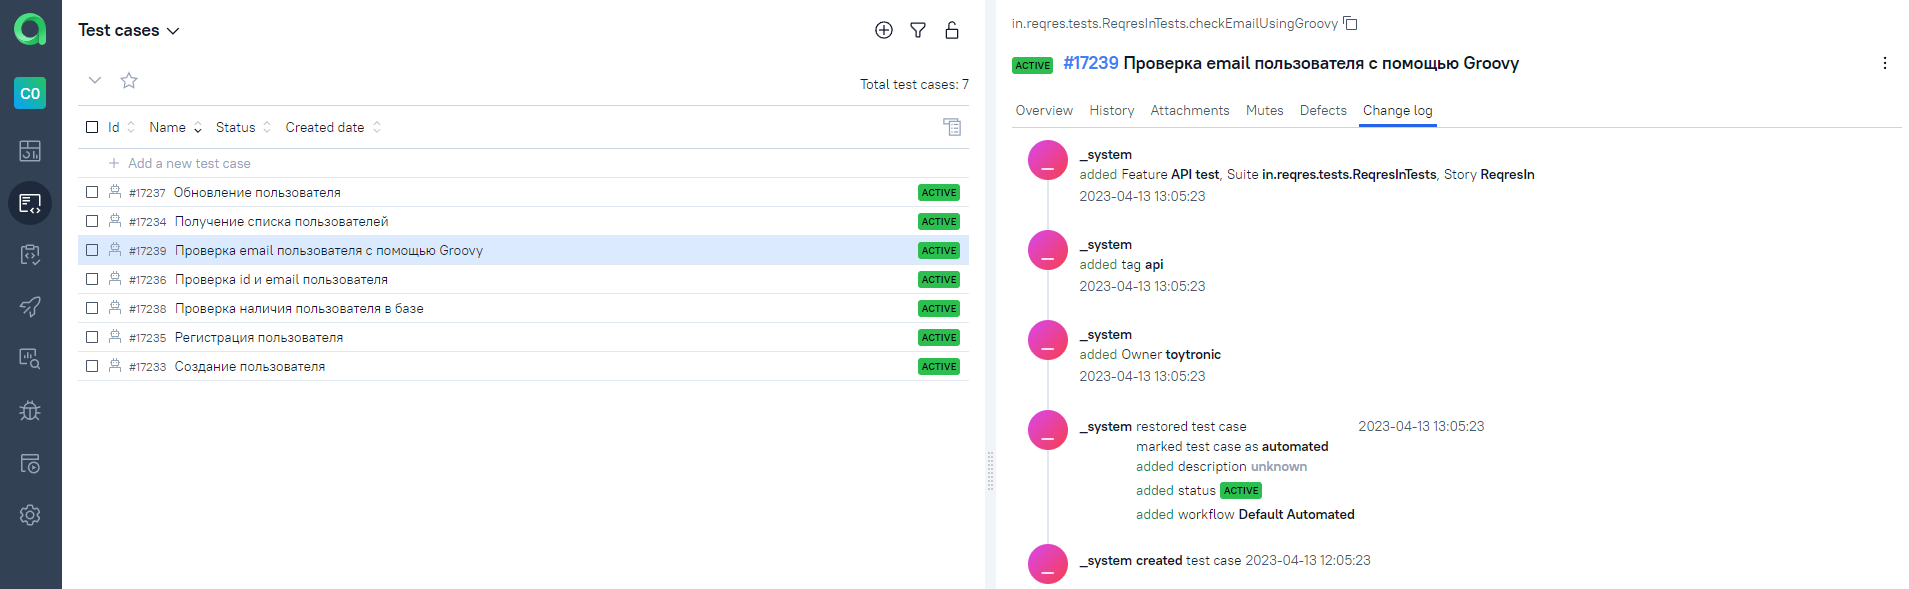 CO
Test cases
Total test cases: 7
Id Name Status Created date
Add a new test case
#17237 Обновление пользователя ACTIVE
#17234 Получение списка пользователей ACTIVE
#17239 Проверка email пользователя с помощью Groovy ACTIVE
#17236 Проверка id и email пользователя ACTIVE
#17238 Проверка наличия пользователя в базе ACTIVE
#17235 Регистрация пользователя ACTIVE
#17233 Создание пользователя ACTIVE
in.reqres.tests.ReqresInTests.checkEmailUsingGroovy
ACTIVE #17239 Проверка email пользователя с помощью Groovy
Overview History Attachments Mutes Defects Change log
_system
added Feature API test, Suite in.reqres.tests.ReqresInTests, Story ReqresIn
2023-04-13 13:05:23
_system
added tag api
2023-04-13 13:05:23
_system
added Owner toytronic
2023-04-13 13:05:23
_system restored test case 2023-04-13 13:05:23
marked test case as automated
added description unknown
added status ACTIVE
added workflow Default Automated
_system created test case 2023-04-13 12:05:23